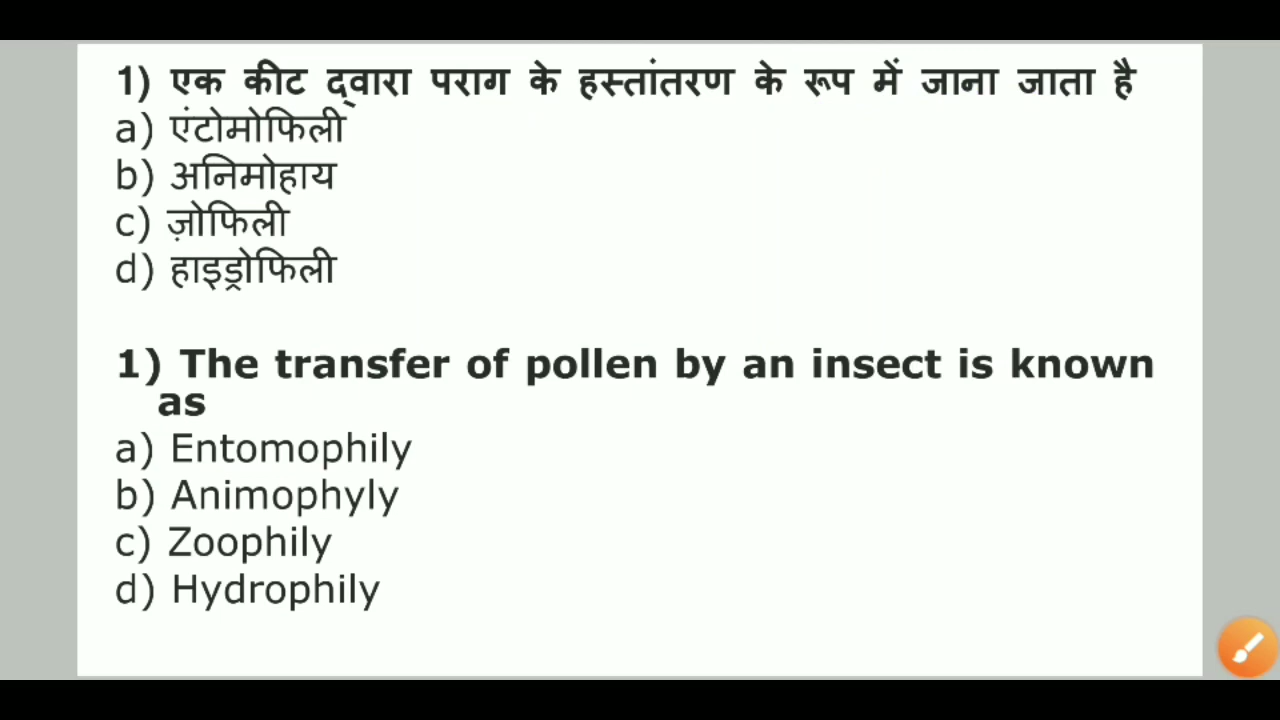 1) एक कीट द्वारा पराग के हस्तांतरण के रूप में जाना जाता है
a) एंटोमोफिली
b) अनिमोहाय
c) ज़ोफिली
d) हाइड्रोफिली
1) The transfer of pollen by an insect is known
as
a) Entomophily
b) Animophyly
c) Zoophily
d) Hydrophily